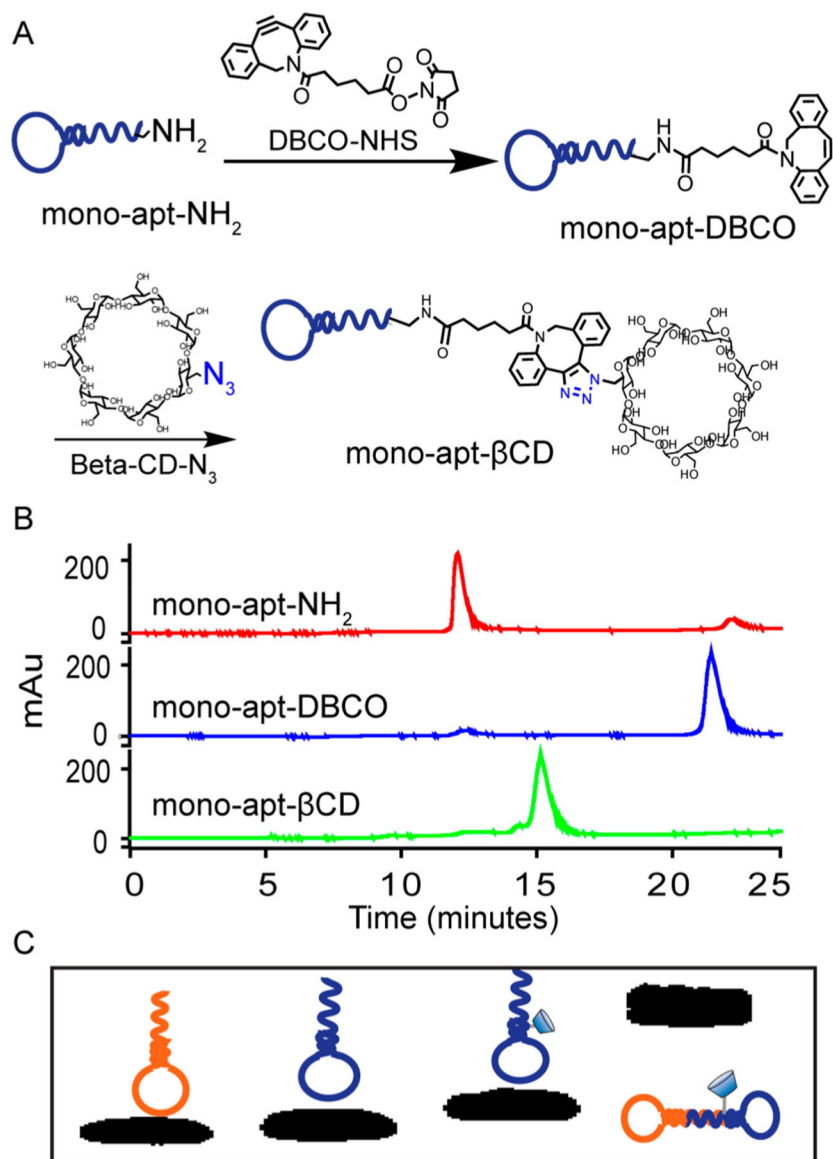 A
O
N
O
O
N
O
O
NH₂
DBCO-NHS
H
N
O
O
N
mono-apt-NH₂
mono-apt-DBCO
N₃
Beta-CD-N₃
H
N
O
O
N
N
N
N
mono-apt-βCD
B
mAu
200
0
mono-apt-NH₂
200
0
mono-apt-DBCO
200
0
mono-apt-βCD
0 5 10 15 20 25
Time (minutes)
C